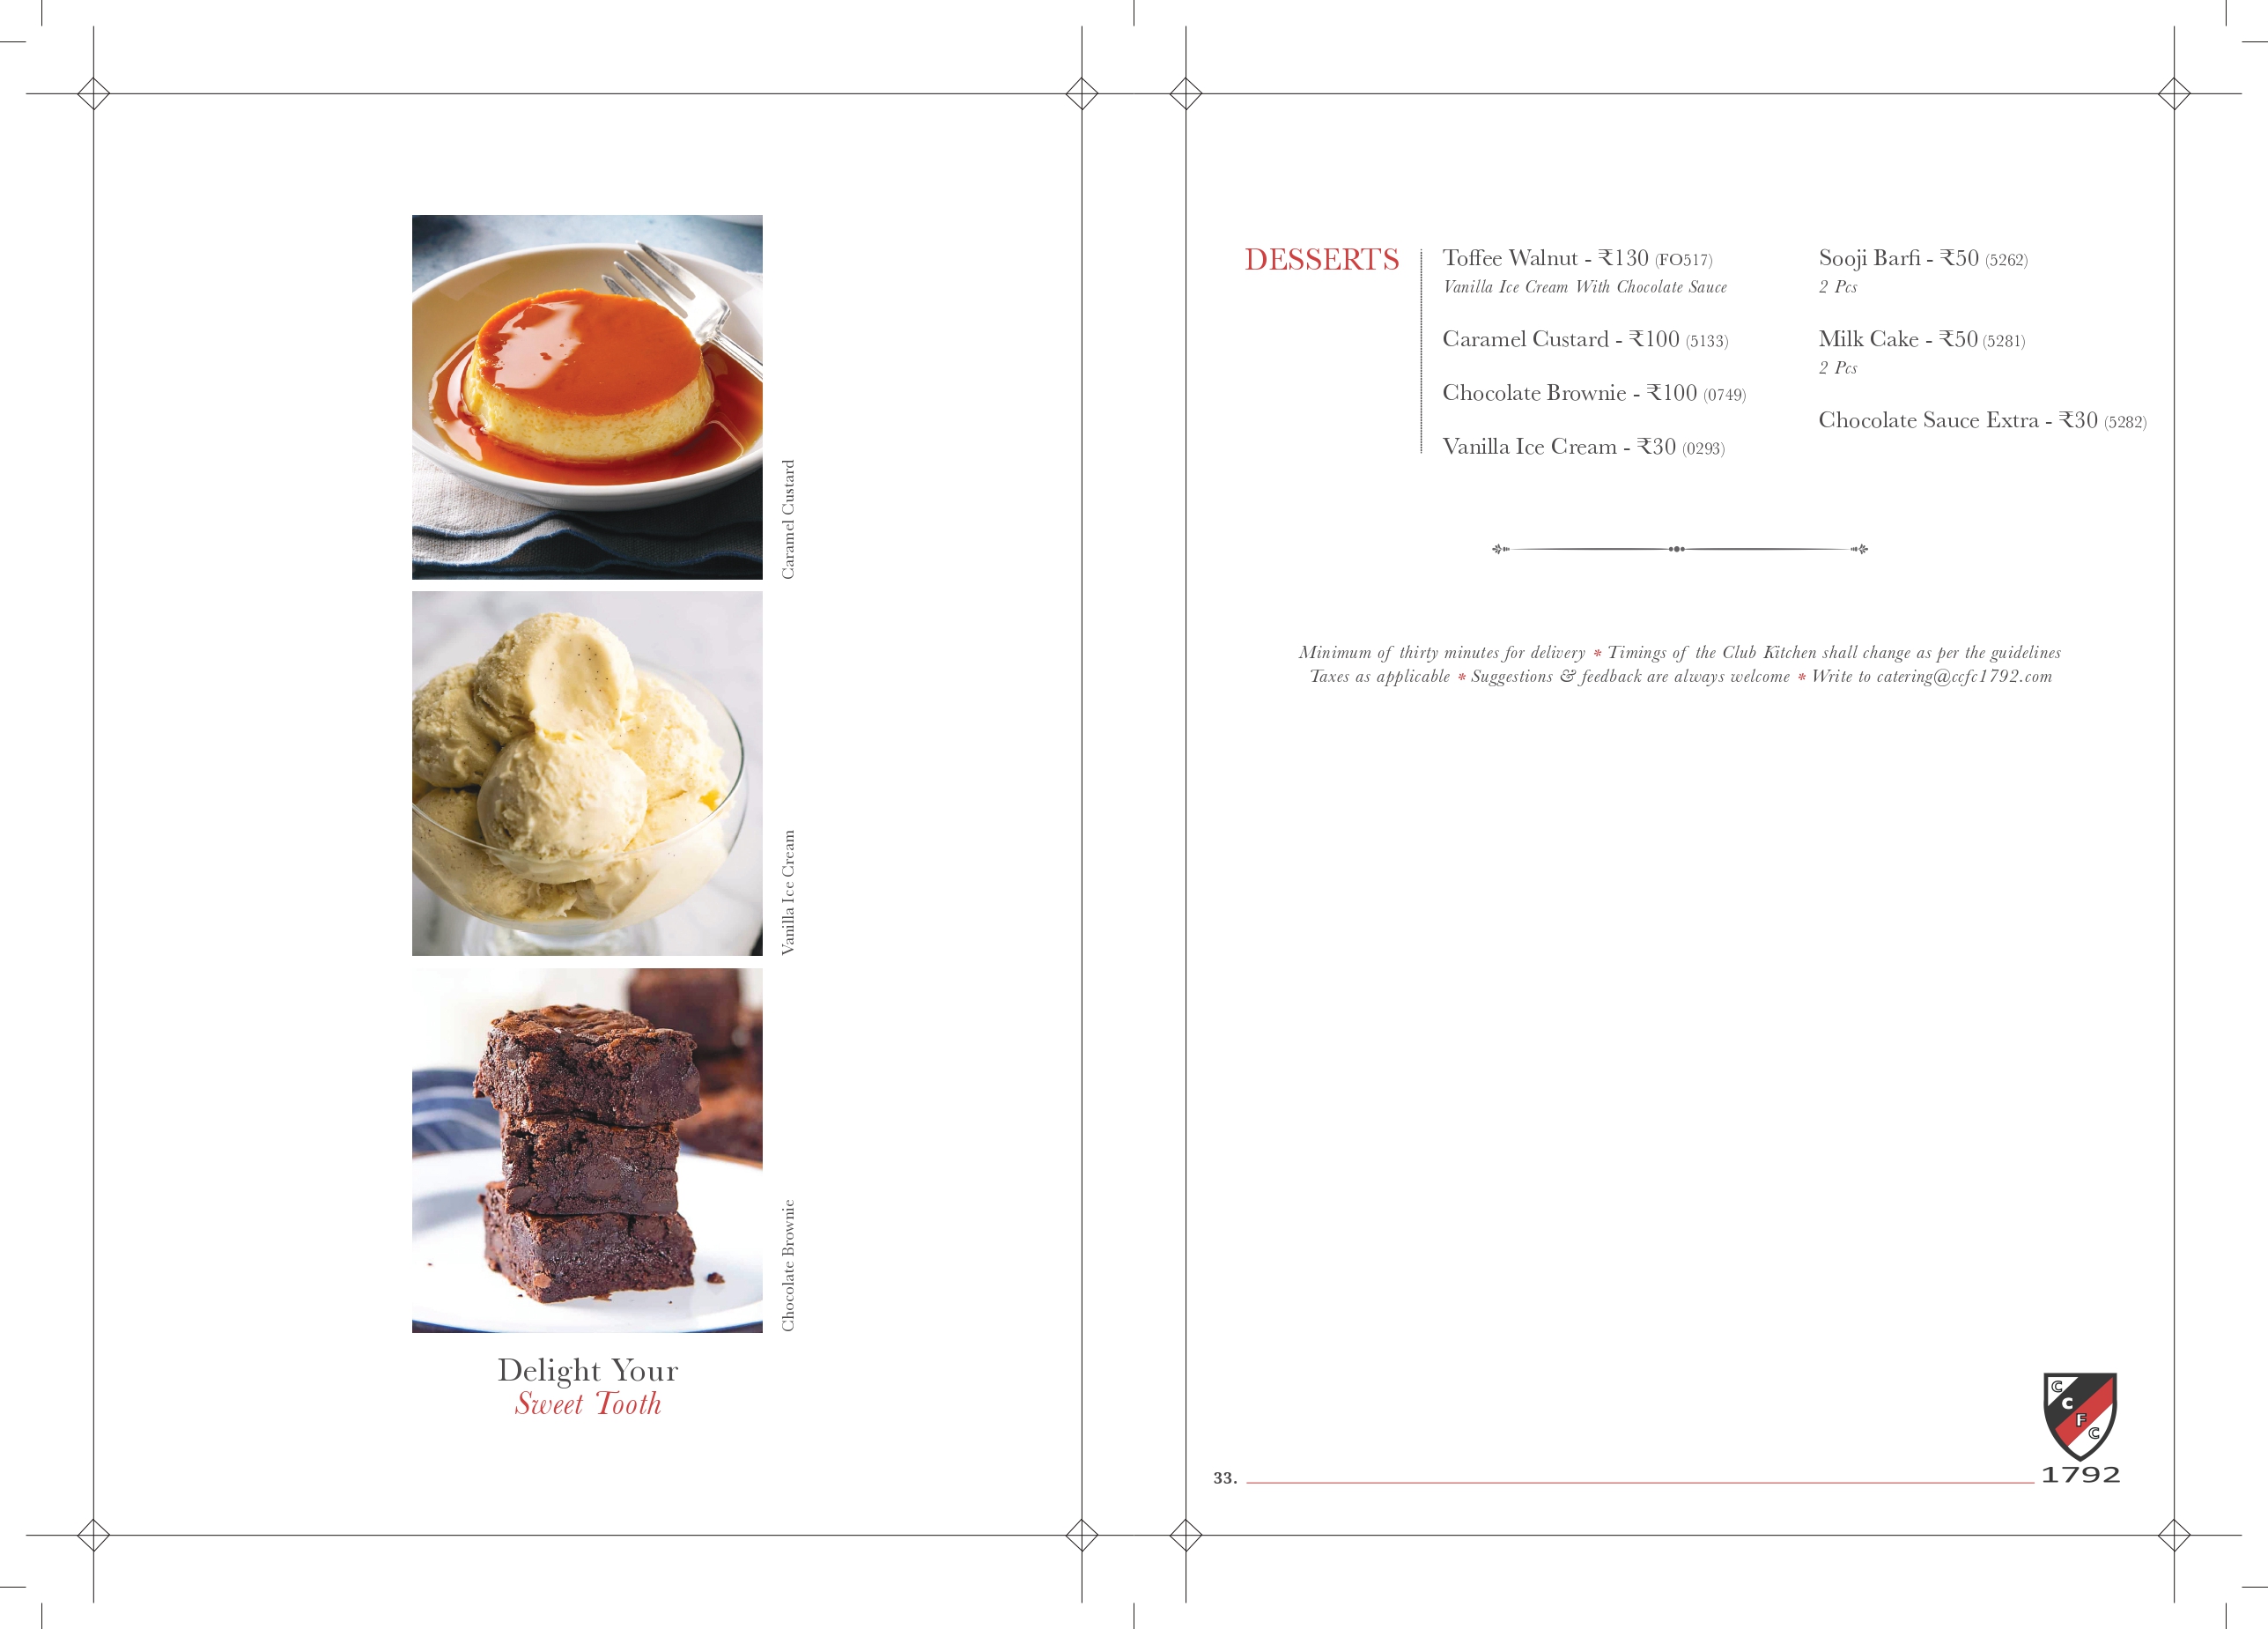 Caramel Custard
Vanilla Ice Cream
Chocolate Brownie
Delight Your
Sweet Tooth
DESSERTS
Toffee Walnut - ₹130 (FO517)
Vanilla Ice Cream With Chocolate Sauce
Caramel Custard - ₹100 (5133)
Chocolate Brownie - ₹100 (0749)
Vanilla Ice Cream - ₹30 (0293)
Sooji Barfi - ₹50 (5262)
2 Pcs
Milk Cake - ₹50 (5281)
2 Pcs
Chocolate Sauce Extra - ₹30 (5282)
Minimum of thirty minutes for delivery * Timings of the Club Kitchen shall change as per the guidelines
Taxes as applicable * Suggestions & feedback are always welcome * Write to catering@ccfc1792.com
33.
C
C
F
C
1792